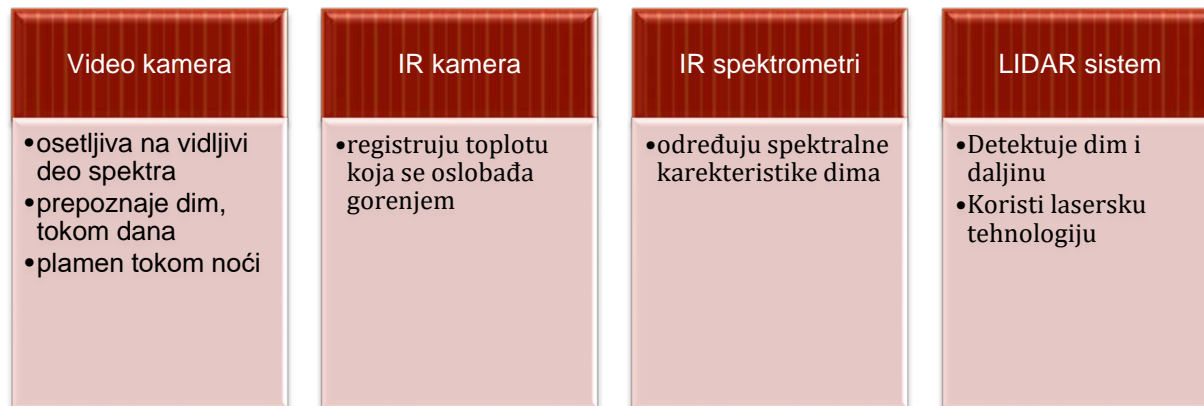 Video kamera
•osetljiva na vidljivi
deo spektra
•prepoznaje dim,
tokom dana
•plamen tokom noći
IR kamera
•registruju toplotu
koja se oslobađa
gorenjem
IR spektrometri
•određuju spektralne
karekteristike dima
LIDAR sistem
•Detektuje dim i
daljinu
•Koristi lasersku
tehnologiju